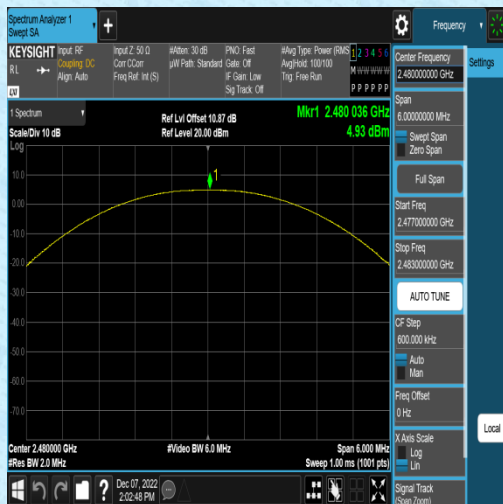 Spectrum Analyzer 1
Swept SA
Frequency
KEYSIGHT
R L
LXI
Input: RF
Coupling: DC
Align: Auto
Input Z: 50 Ω
Corr CCorr
Freq Ref: Int (S)
#Atten: 30 dB
µW Path: Standard
PNO: Fast
Gate: Off
IF Gain: Low
Sig Track: Off
#Avg Type: Power (RMS
Avg|Hold: 100/100
Trig: Free Run
1 2 3 4 5 6
M W W W W W
P P P P P P
1 Spectrum
Scale/Div 10 dB
Ref Lvl Offset 10.87 dB
Ref Level 20.00 dBm
Mkr1 2.480 036 GHz
4.93 dBm
Log
1
10.0
0.00
-10.0
-20.0
-30.0
-40.0
-50.0
-60.0
-70.0
Center 2.480000 GHz
#Res BW 2.0 MHz
#Video BW 6.0 MHz
Span 6.000 MHz
Sweep 1.00 ms (1001 pts)
Dec 07, 2022
2:02:48 PM
Center Frequency
2.480000000 GHz
Span
6.00000000 MHz
Swept Span
Zero Span
Full Span
Start Freq
2.477000000 GHz
Stop Freq
2.483000000 GHz
AUTO TUNE
CF Step
600.000 kHz
Auto
Man
Freq Offset
0 Hz
X Axis Scale
Log
Lin
Signal Track
(Span Zoom)
Settings
Local